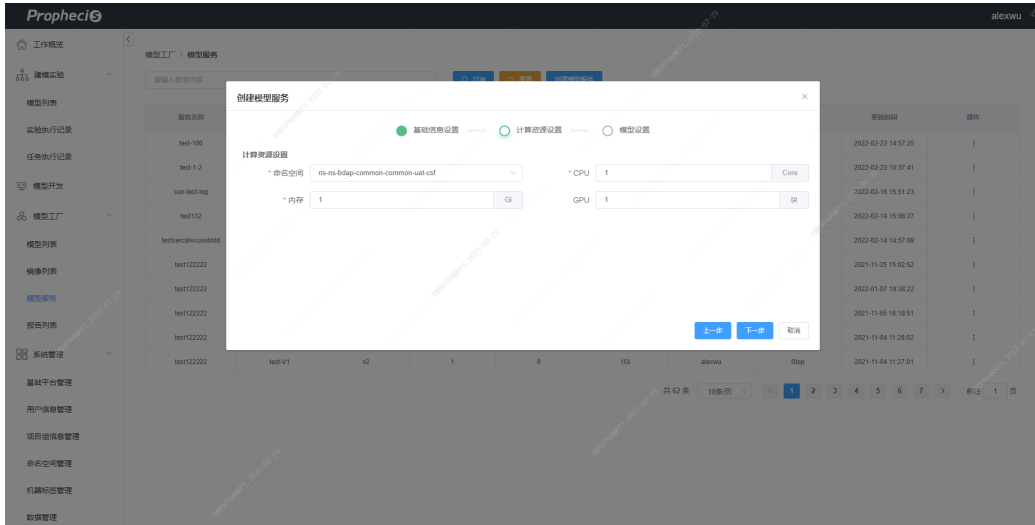 PropheciS
alexwu
工作概览
建模实验
模型列表
实验执行记录
任务执行记录
模型开发
模型工厂
模型列表
镜像列表
模型服务
报告列表
系统管理
基础平台管理
用户信息管理
项目组信息管理
命名空间管理
机器标签管理
数据管理
模型工厂 / 模型服务
请输入搜索内容
创建模型服务
基础信息设置 计算资源设置 模型设置
计算资源设置
* 命名空间 ns-ns-bdap-common-common-uat-csf * CPU 1 Core
* 内存 1 Gi GPU 1 块
上一步 下一步 取消
服务名称 更新时间 操作
test-100 2022-02-23 14:57:25
test-1-2 2022-02-23 10:37:41
sun-test-log 2022-02-16 15:51:23
test132 2022-02-14 15:06:27
2022-02-14 14:57:09
test122222 2021-11-25 15:02:52
test122222 2022-01-07 19:38:22
test122222 2021-11-05 16:16:51
test122222 2021-11-04 11:28:02
test122222 test-V1 v2 1 0 1Gi alexwu Stop 2021-11-04 11:27:01
共 62 条 10条/页 1 2 3 4 5 6 7 前往 1 页